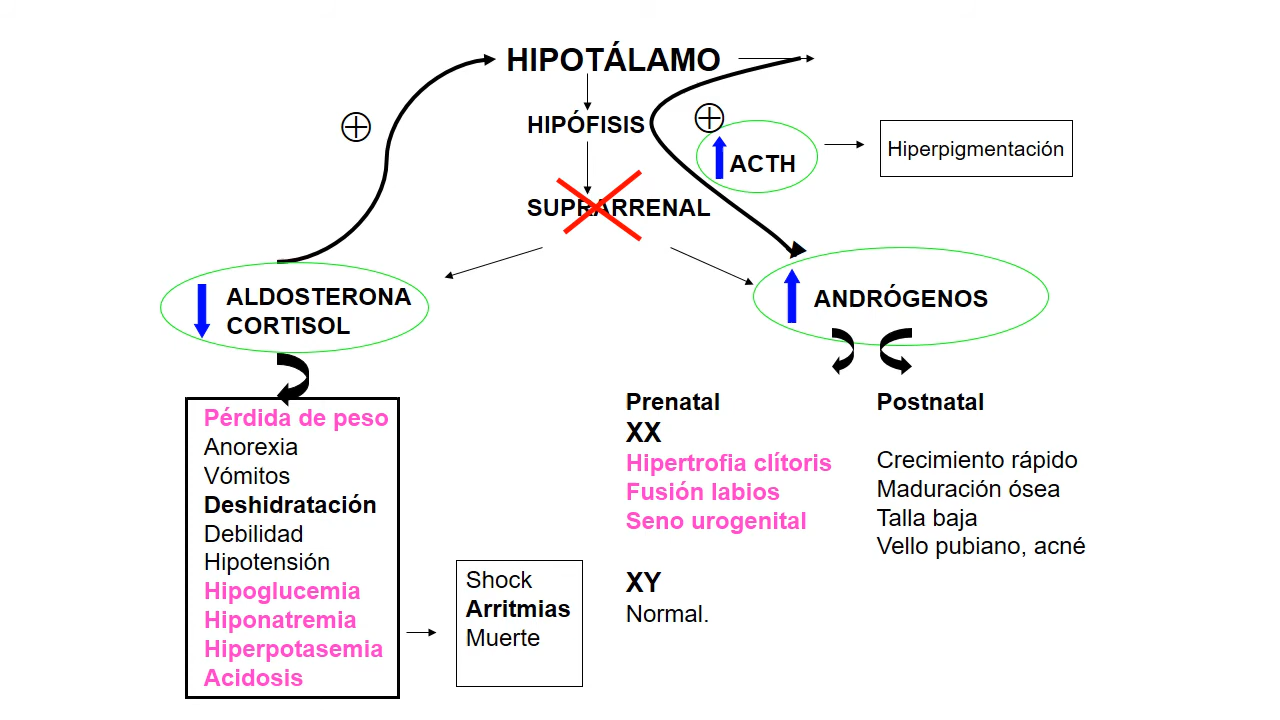 HIPOTÁLAMO
HIPÓFISIS
ACTH
Hiperpigmentación
SUPRARRENAL
ALDOSTERONA
CORTISOL
ANDRÓGENOS
Pérdida de peso
Anorexia
Vómitos
Deshidratación
Debilidad
Hipotensión
Hipoglucemia
Hiponatremia
Hiperpotasemia
Acidosis
Shock
Arritmias
Muerte
Prenatal
XX
Hipertrofia clítoris
Fusión labios
Seno urogenital
XY
Normal.
Postnatal
Crecimiento rápido
Maduración ósea
Talla baja
Vello pubiano, acné